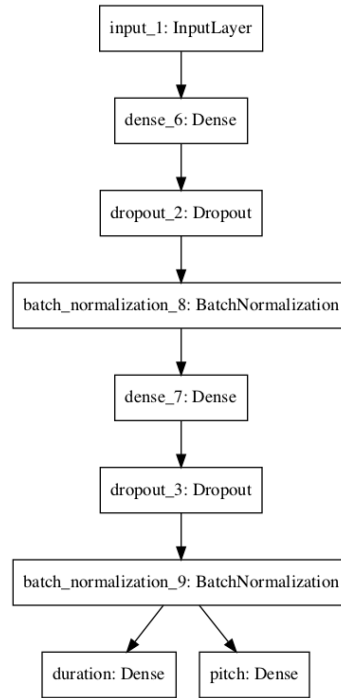 input_1: InputLayer
dense_6: Dense
dropout_2: Dropout
batch_normalization_8: BatchNormalization
dense_7: Dense
dropout_3: Dropout
batch_normalization_9: BatchNormalization
duration: Dense
pitch: Dense